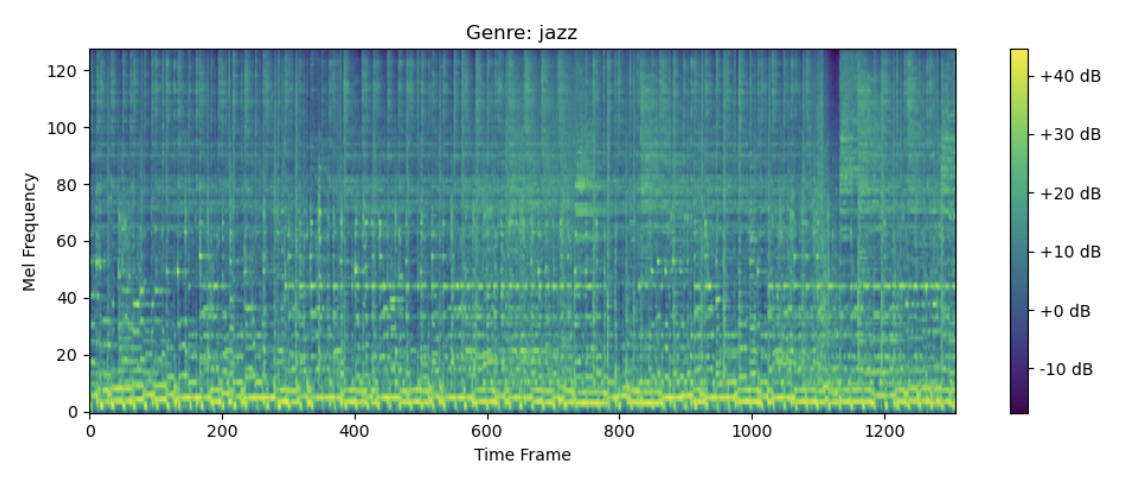 Genre: jazz
Mel Frequency
120
100
80
60
40
20
0
0 200 400 600 800 1000 1200
Time Frame
+40 dB
+30 dB
+20 dB
+10 dB
+0 dB
-10 dB